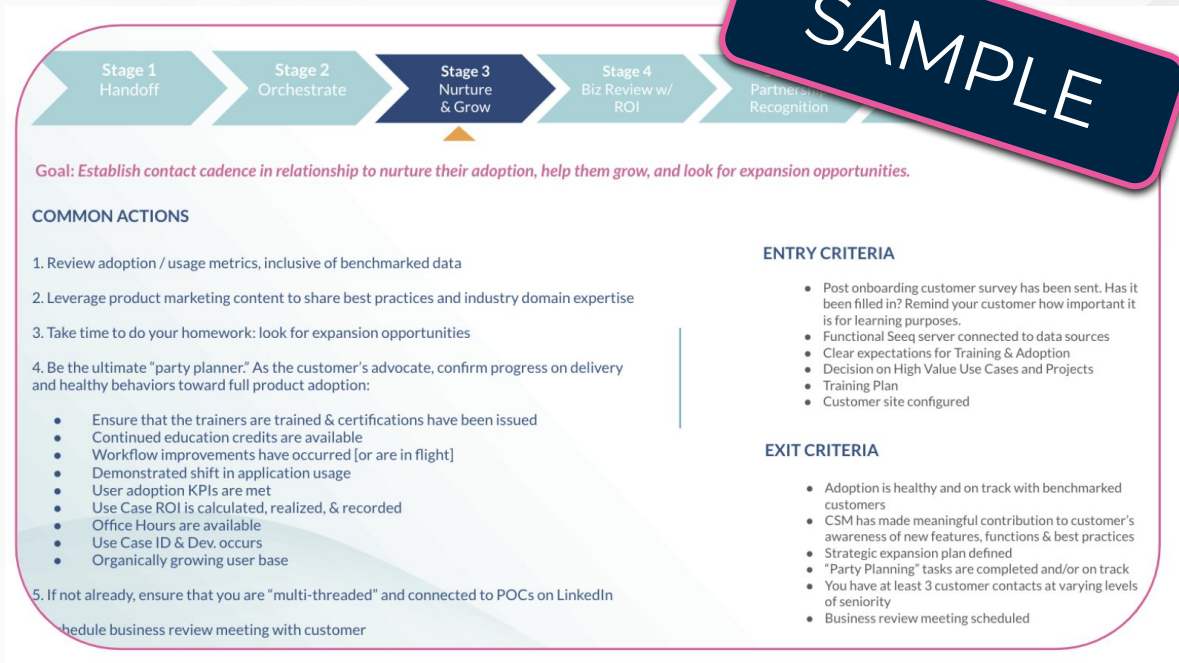 SAMPLE
Stage 1
Handoff
Stage 2
Orchestrate
Stage 3
Nurture
& Grow
Stage 4
Biz Review w/
ROI
Recognition
Goal: Establish contact cadence in relationship to nurture their adoption, help them grow, and look for expansion opportunities.
COMMON ACTIONS
1. Review adoption / usage metrics, inclusive of benchmarked data
2. Leverage product marketing content to share best practices and industry domain expertise
3. Take time to do your homework: look for expansion opportunities
4. Be the ultimate “party planner.” As the customer’s advocate, confirm progress on delivery
and healthy behaviors toward full product adoption:
● Ensure that the trainers are trained & certifications have been issued
● Continued education credits are available
● Workflow improvements have occurred [or are in flight]
● Demonstrated shift in application usage
● User adoption KPIs are met
● Use Case ROI is calculated, realized, & recorded
● Office Hours are available
● Use Case ID & Dev. occurs
● Organically growing user base
5. If not already, ensure that you are “multi-threaded” and connected to POCs on LinkedIn
business review meeting with customer
ENTRY CRITERIA
● Post onboarding customer survey has been sent. Has it
been filled in? Remind your customer how important it
is for learning purposes.
● Functional Seeq server connected to data sources
● Clear expectations for Training & Adoption
● Decision on High Value Use Cases and Projects
● Training Plan
● Customer site configured
EXIT CRITERIA
● Adoption is healthy and on track with benchmarked
customers
● CSM has made meaningful contribution to customer’s
awareness of new features, functions & best practices
● Strategic expansion plan defined
● “Party Planning” tasks are completed and/or on track
● You have at least 3 customer contacts at varying levels
of seniority
● Business review meeting scheduled